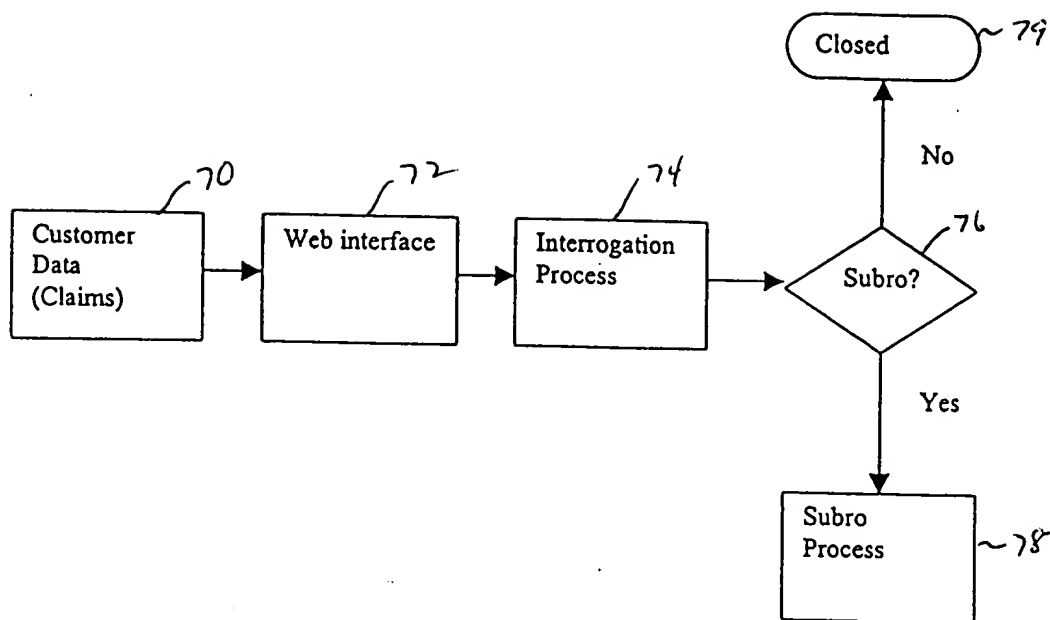 Closed
79
No
70
72
74
76
Customer
Data
(Claims)
Web interface
Interrogation
Process
Subro?
Yes
Subro
Process
78